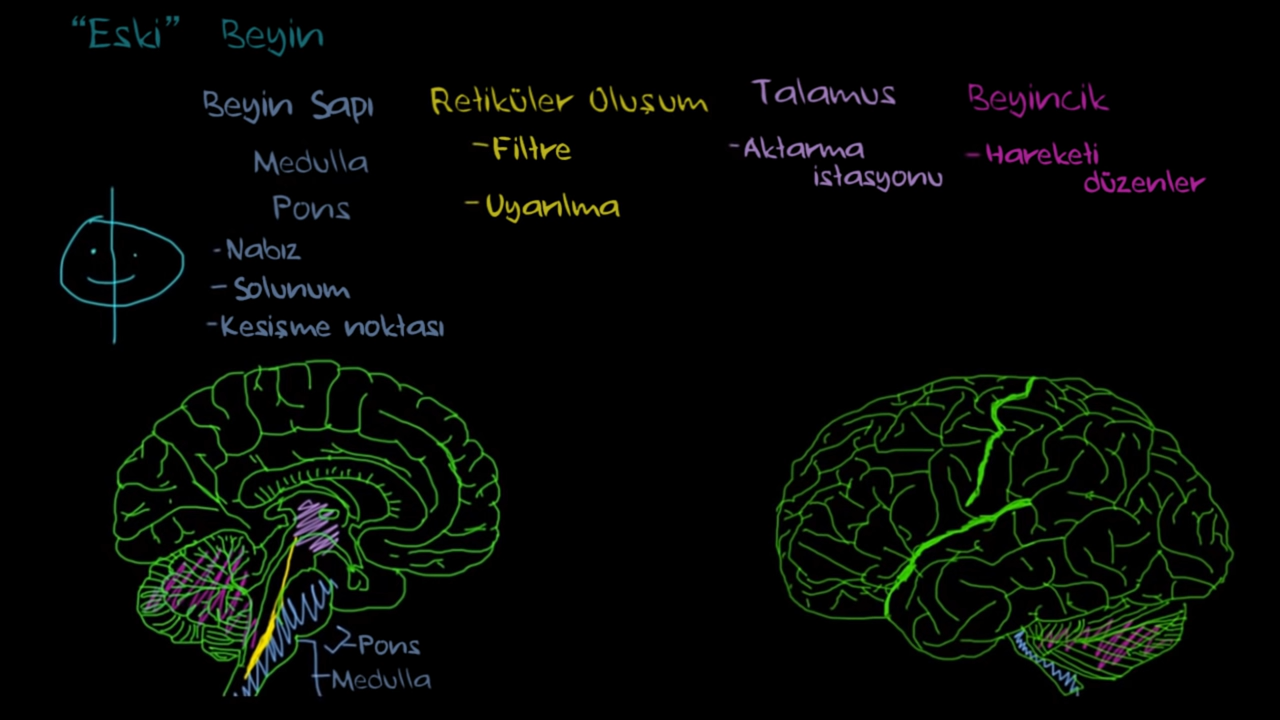 “Eski” Beyin
Beyin Sapı
Medulla
Pons
-Nabız
-Solunum
-Kesişme noktası
Retiküler Oluşum
-Filtre
-Uyarılma
Talamus
-Aktarma
istasyonu
Beyincik
-Hareketi
düzenler
Pons
Medulla